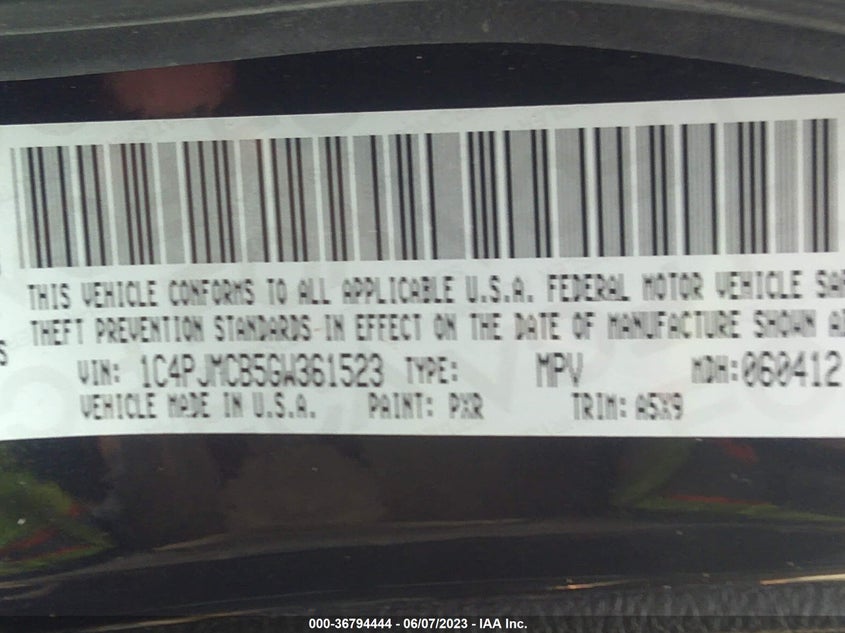 THIS VEHICLE CONFORMS TO ALL APPLICABLE U.S.A. FEDERAL MOTOR VEHICLE SAF
THEFT PREVENTION STANDARDS IN EFFECT ON THE DATE OF MANUFACTURE SHOWN A
S
VIN: 1C4PJMCB5GW361523 TYPE: MPV MDH:060412
VEHICLE MADE IN U.S.A. PAINT: PXR TRIM: A5X9
000-36794444 - 06/07/2023 - IAA Inc.